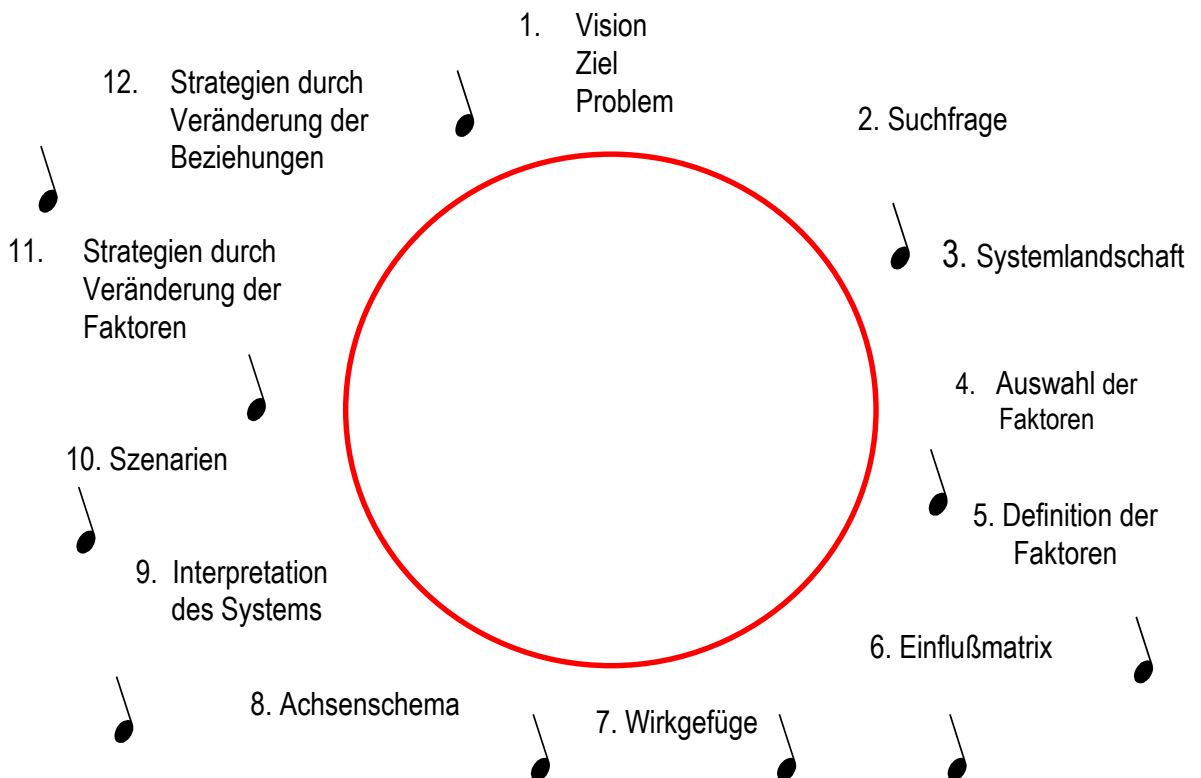 1. Vision
Ziel
Problem
2. Suchfrage
3. Systemlandschaft
4. Auswahl der
Faktoren
5. Definition der
Faktoren
6. Einflußmatrix
7. Wirkgefüge
8. Achsenschema
9. Interpretation
des Systems
10. Szenarien
11. Strategien durch
Veränderung der
Faktoren
12. Strategien durch
Veränderung der
Beziehungen